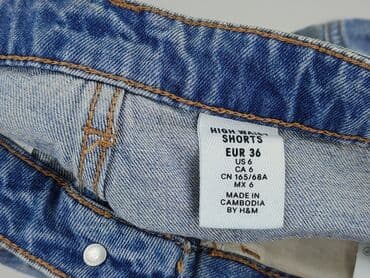 HIGH WAIST
SHORTS
EUR 36
US 6
CA 6
CN 165/68A
MX 6
MADE IN
CAMBODIA
BY H&M